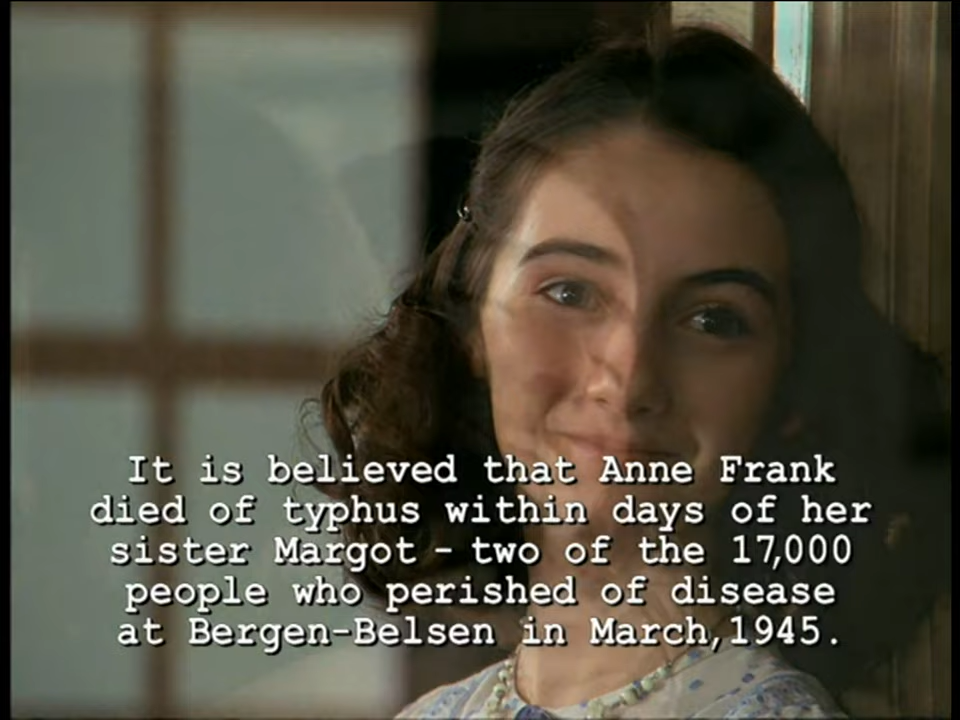 It is believed that Anne Frank
died of typhus within days of her
sister Margot - two of the 17,000
people who perished of disease
at Bergen-Belsen in March,1945.